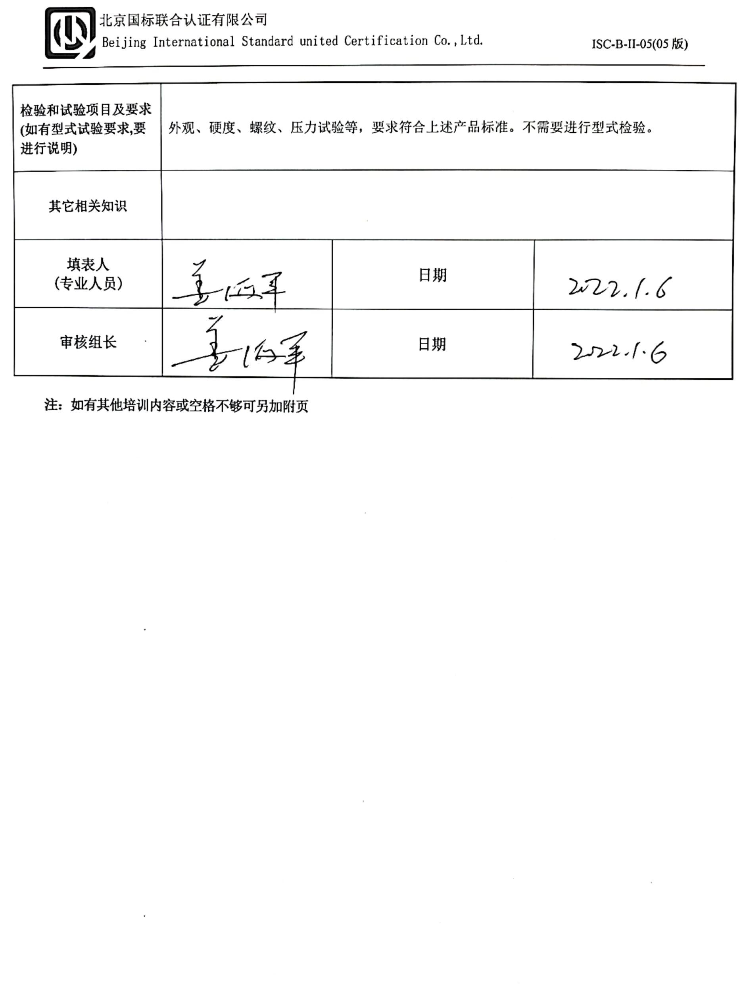 北京国标联合认证有限公司
Beijing International Standard united Certification Co.,Ltd.
ISC-B-II-05(05 版)
检验和试验项目及要求
(如有型式试验要求,要
进行说明)
外观、硬度、螺纹、压力试验等，要求符合上述产品标准。不需要进行型式检验。
其它相关知识
填表人
(专业人员)
日期
2022.1.6
审核组长
日期
2022.1.6
注：如有其他培训内容或空格不够可另加附页